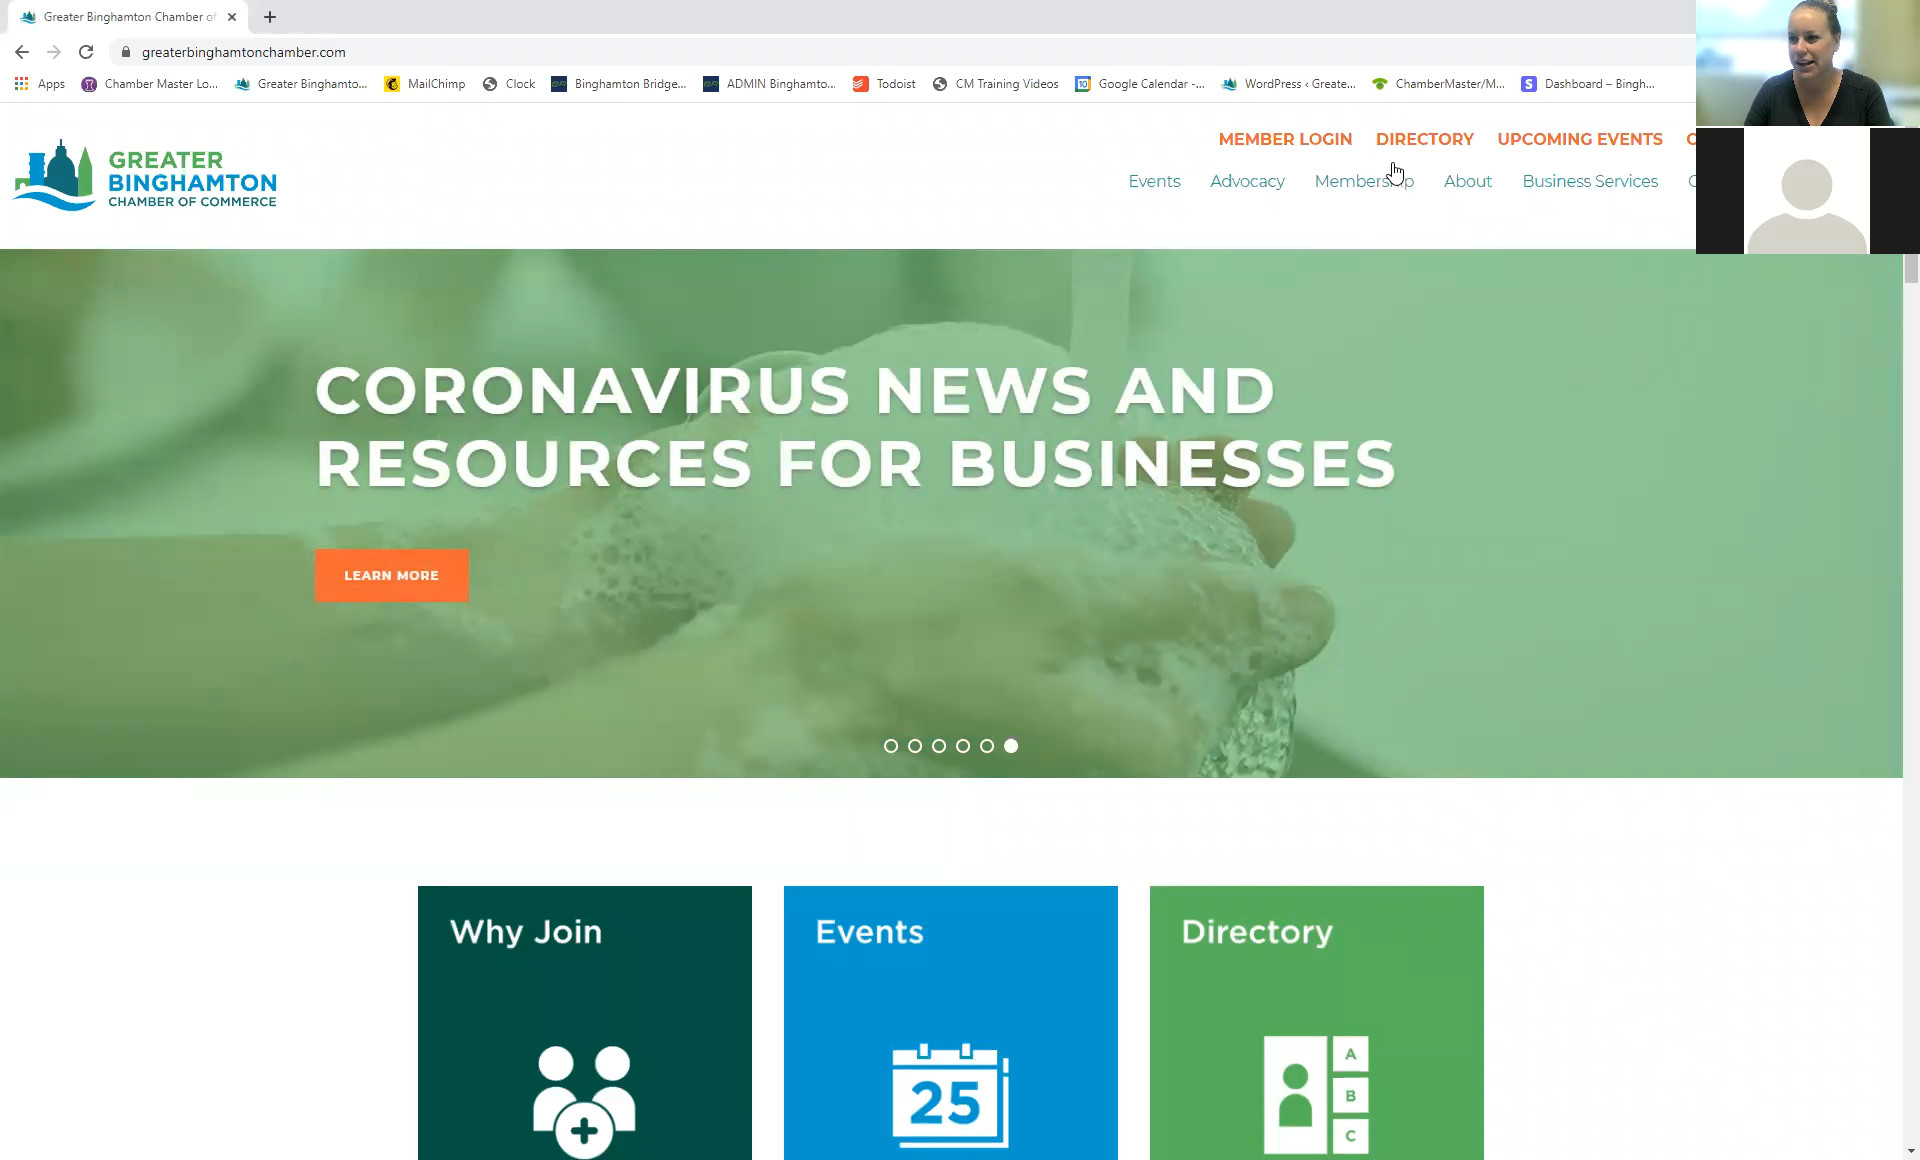 Greater Binghamton Chamber of
greaterbinghamtonchamber.com
Apps Chamber Master Lo... Greater Binghamto... MailChimp Clock Binghamton Bridge... ADMIN Binghamto... Todoist CM Training Videos Google Calendar -... WordPress ‹ Greate... ChamberMaster/M... Dashboard – Bingh...
MEMBER LOGIN DIRECTORY UPCOMING EVENTS
GREATER
BINGHAMTON
CHAMBER OF COMMERCE
Events Advocacy Membership About Business Services
CORONAVIRUS NEWS AND
RESOURCES FOR BUSINESSES
LEARN MORE
Why Join Events Directory
25
A
B
C